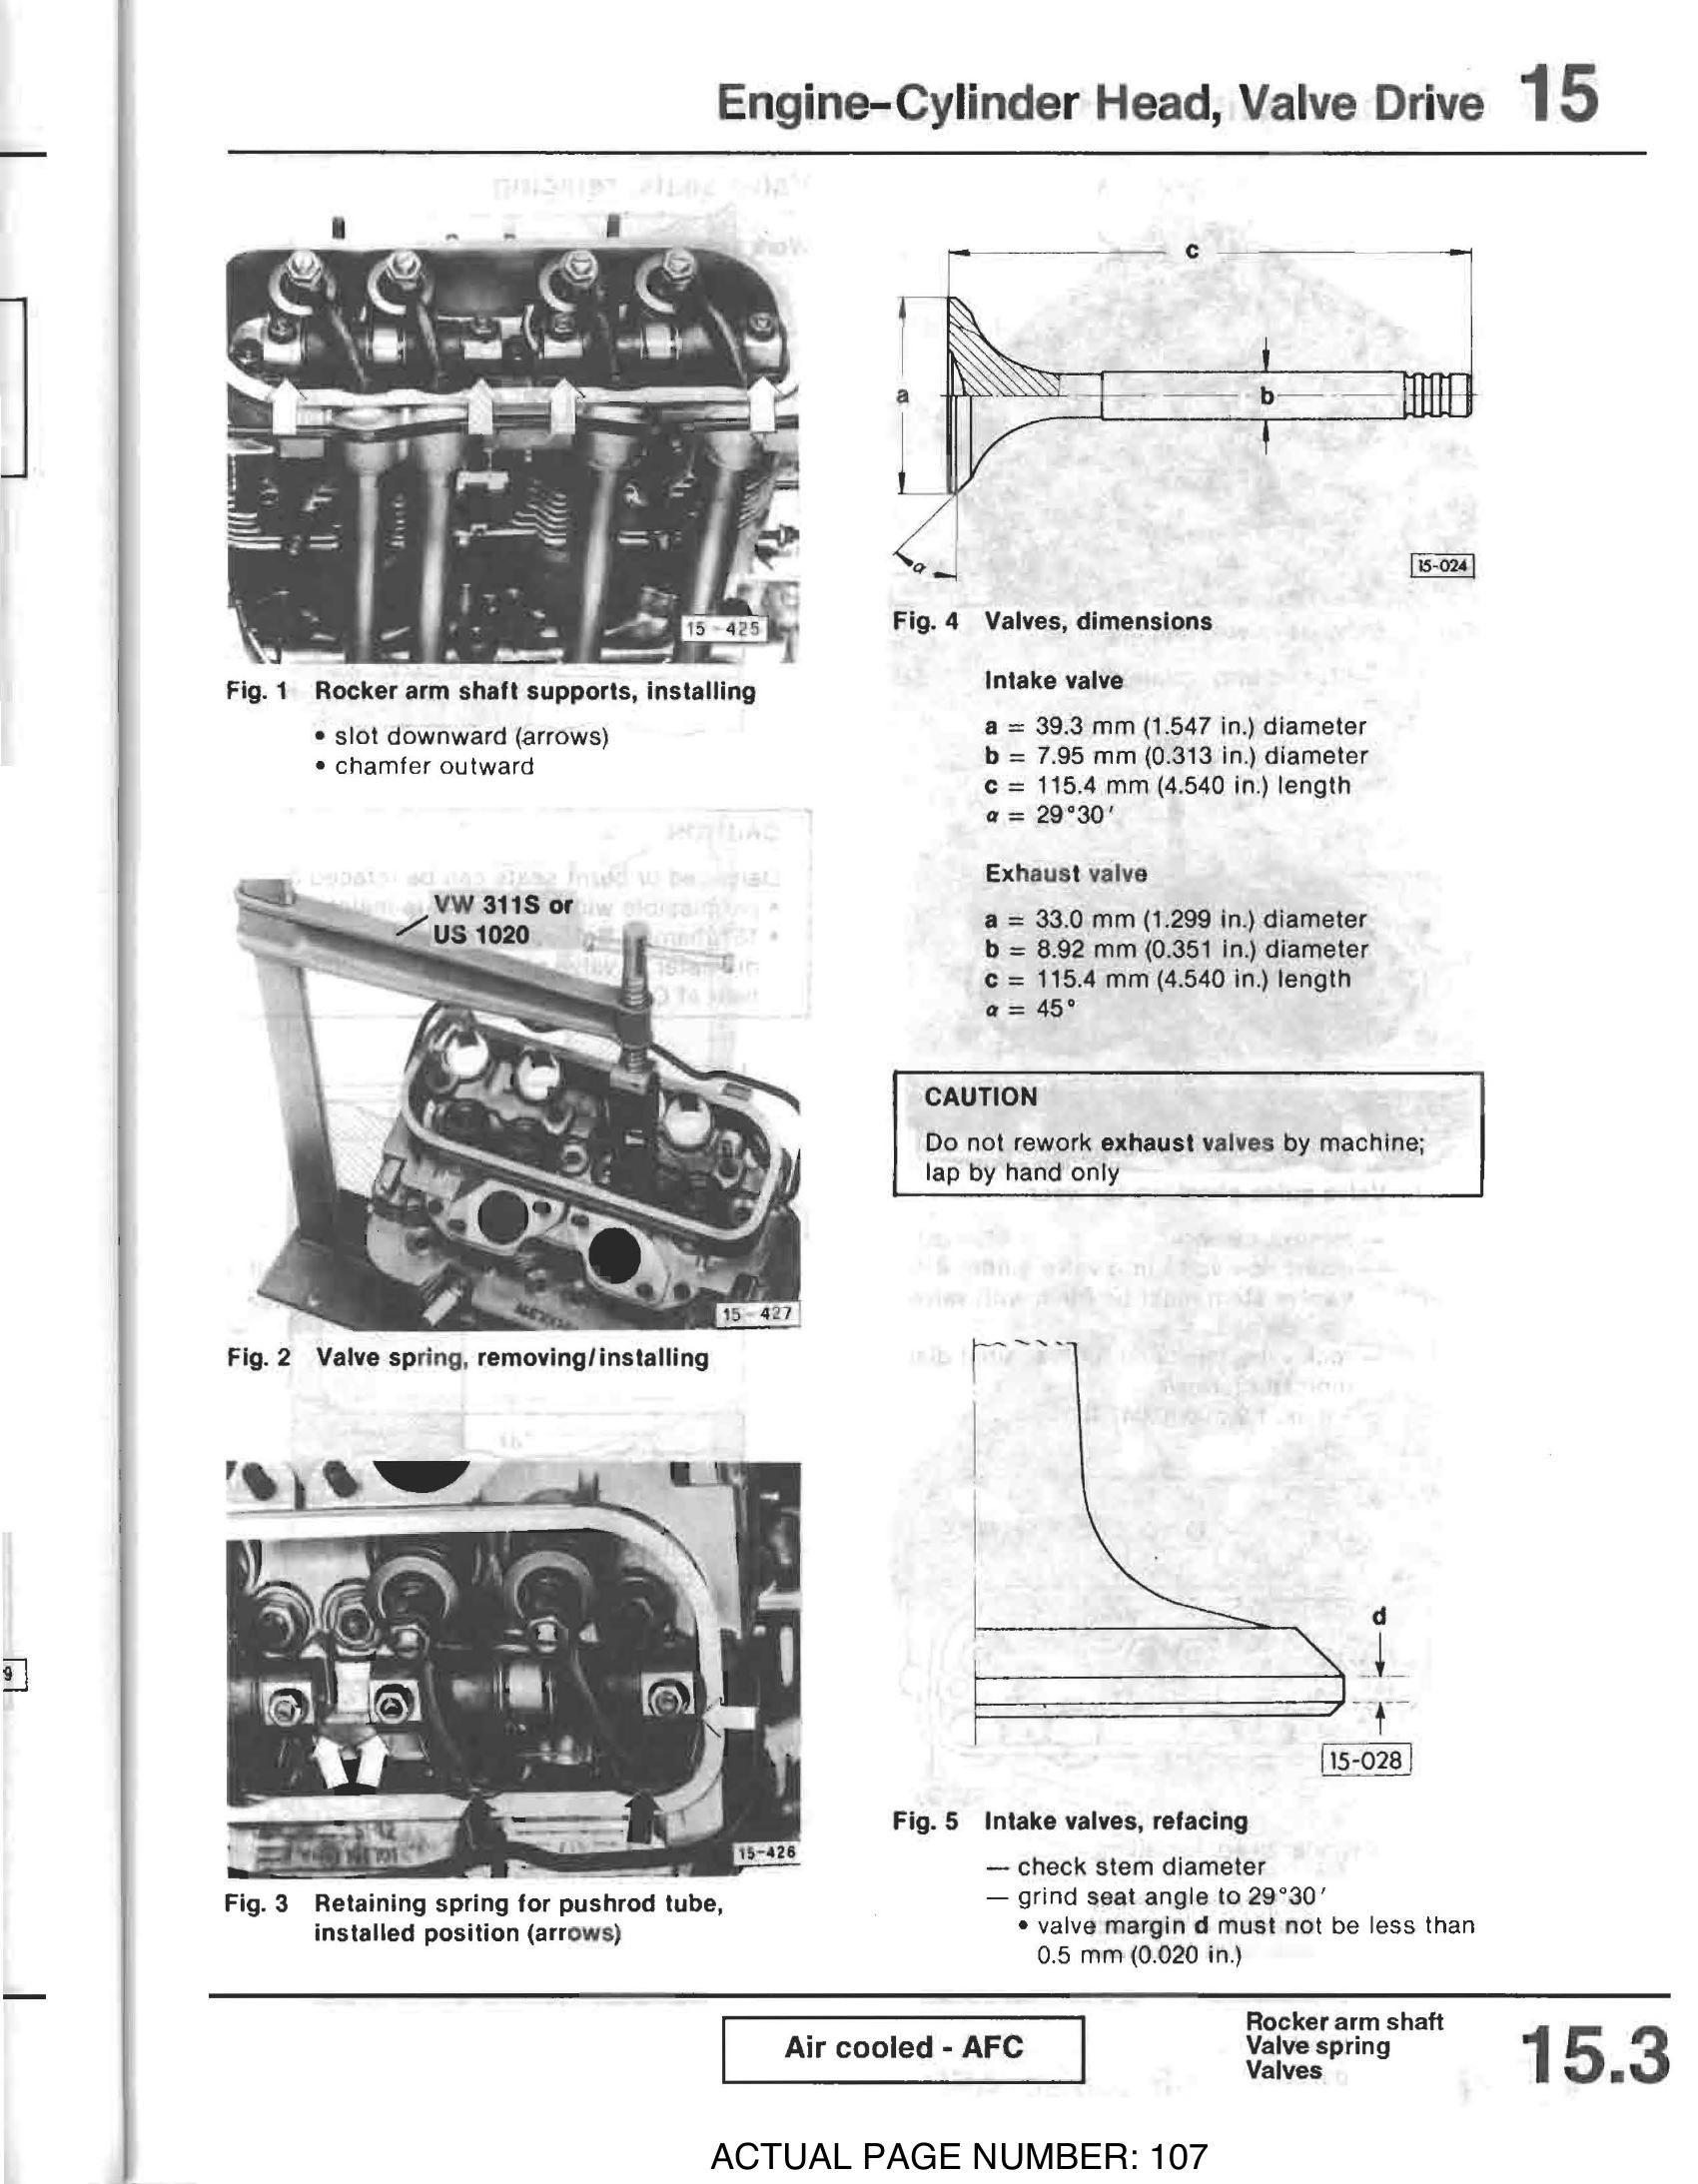 Engine–Cylinder Head, Valve Drive 15
15 - 425
Fig. 1 Rocker arm shaft supports, installing
• slot downward (arrows)
• chamfer outward
VW 311S or
US 1020
15 - 427
Fig. 2 Valve spring, removing/installing
15-426
Fig. 3 Retaining spring for pushrod tube,
installed position (arrows)
c
a
b
α
15-024
Fig. 4 Valves, dimensions
Intake valve
a = 39.3 mm (1.547 in.) diameter
b = 7.95 mm (0.313 in.) diameter
c = 115.4 mm (4.540 in.) length
α = 29°30′
Exhaust valve
a = 33.0 mm (1.299 in.) diameter
b = 8.92 mm (0.351 in.) diameter
c = 115.4 mm (4.540 in.) length
α = 45°
CAUTION
Do not rework exhaust valves by machine;
lap by hand only
d
15-028
Fig. 5 Intake valves, refacing
— check stem diameter
— grind seat angle to 29°30′
• valve margin d must not be less than
0.5 mm (0.020 in.)
9
Air cooled - AFC
Rocker arm shaft
Valve spring
Valves
15.3
ACTUAL PAGE NUMBER: 107